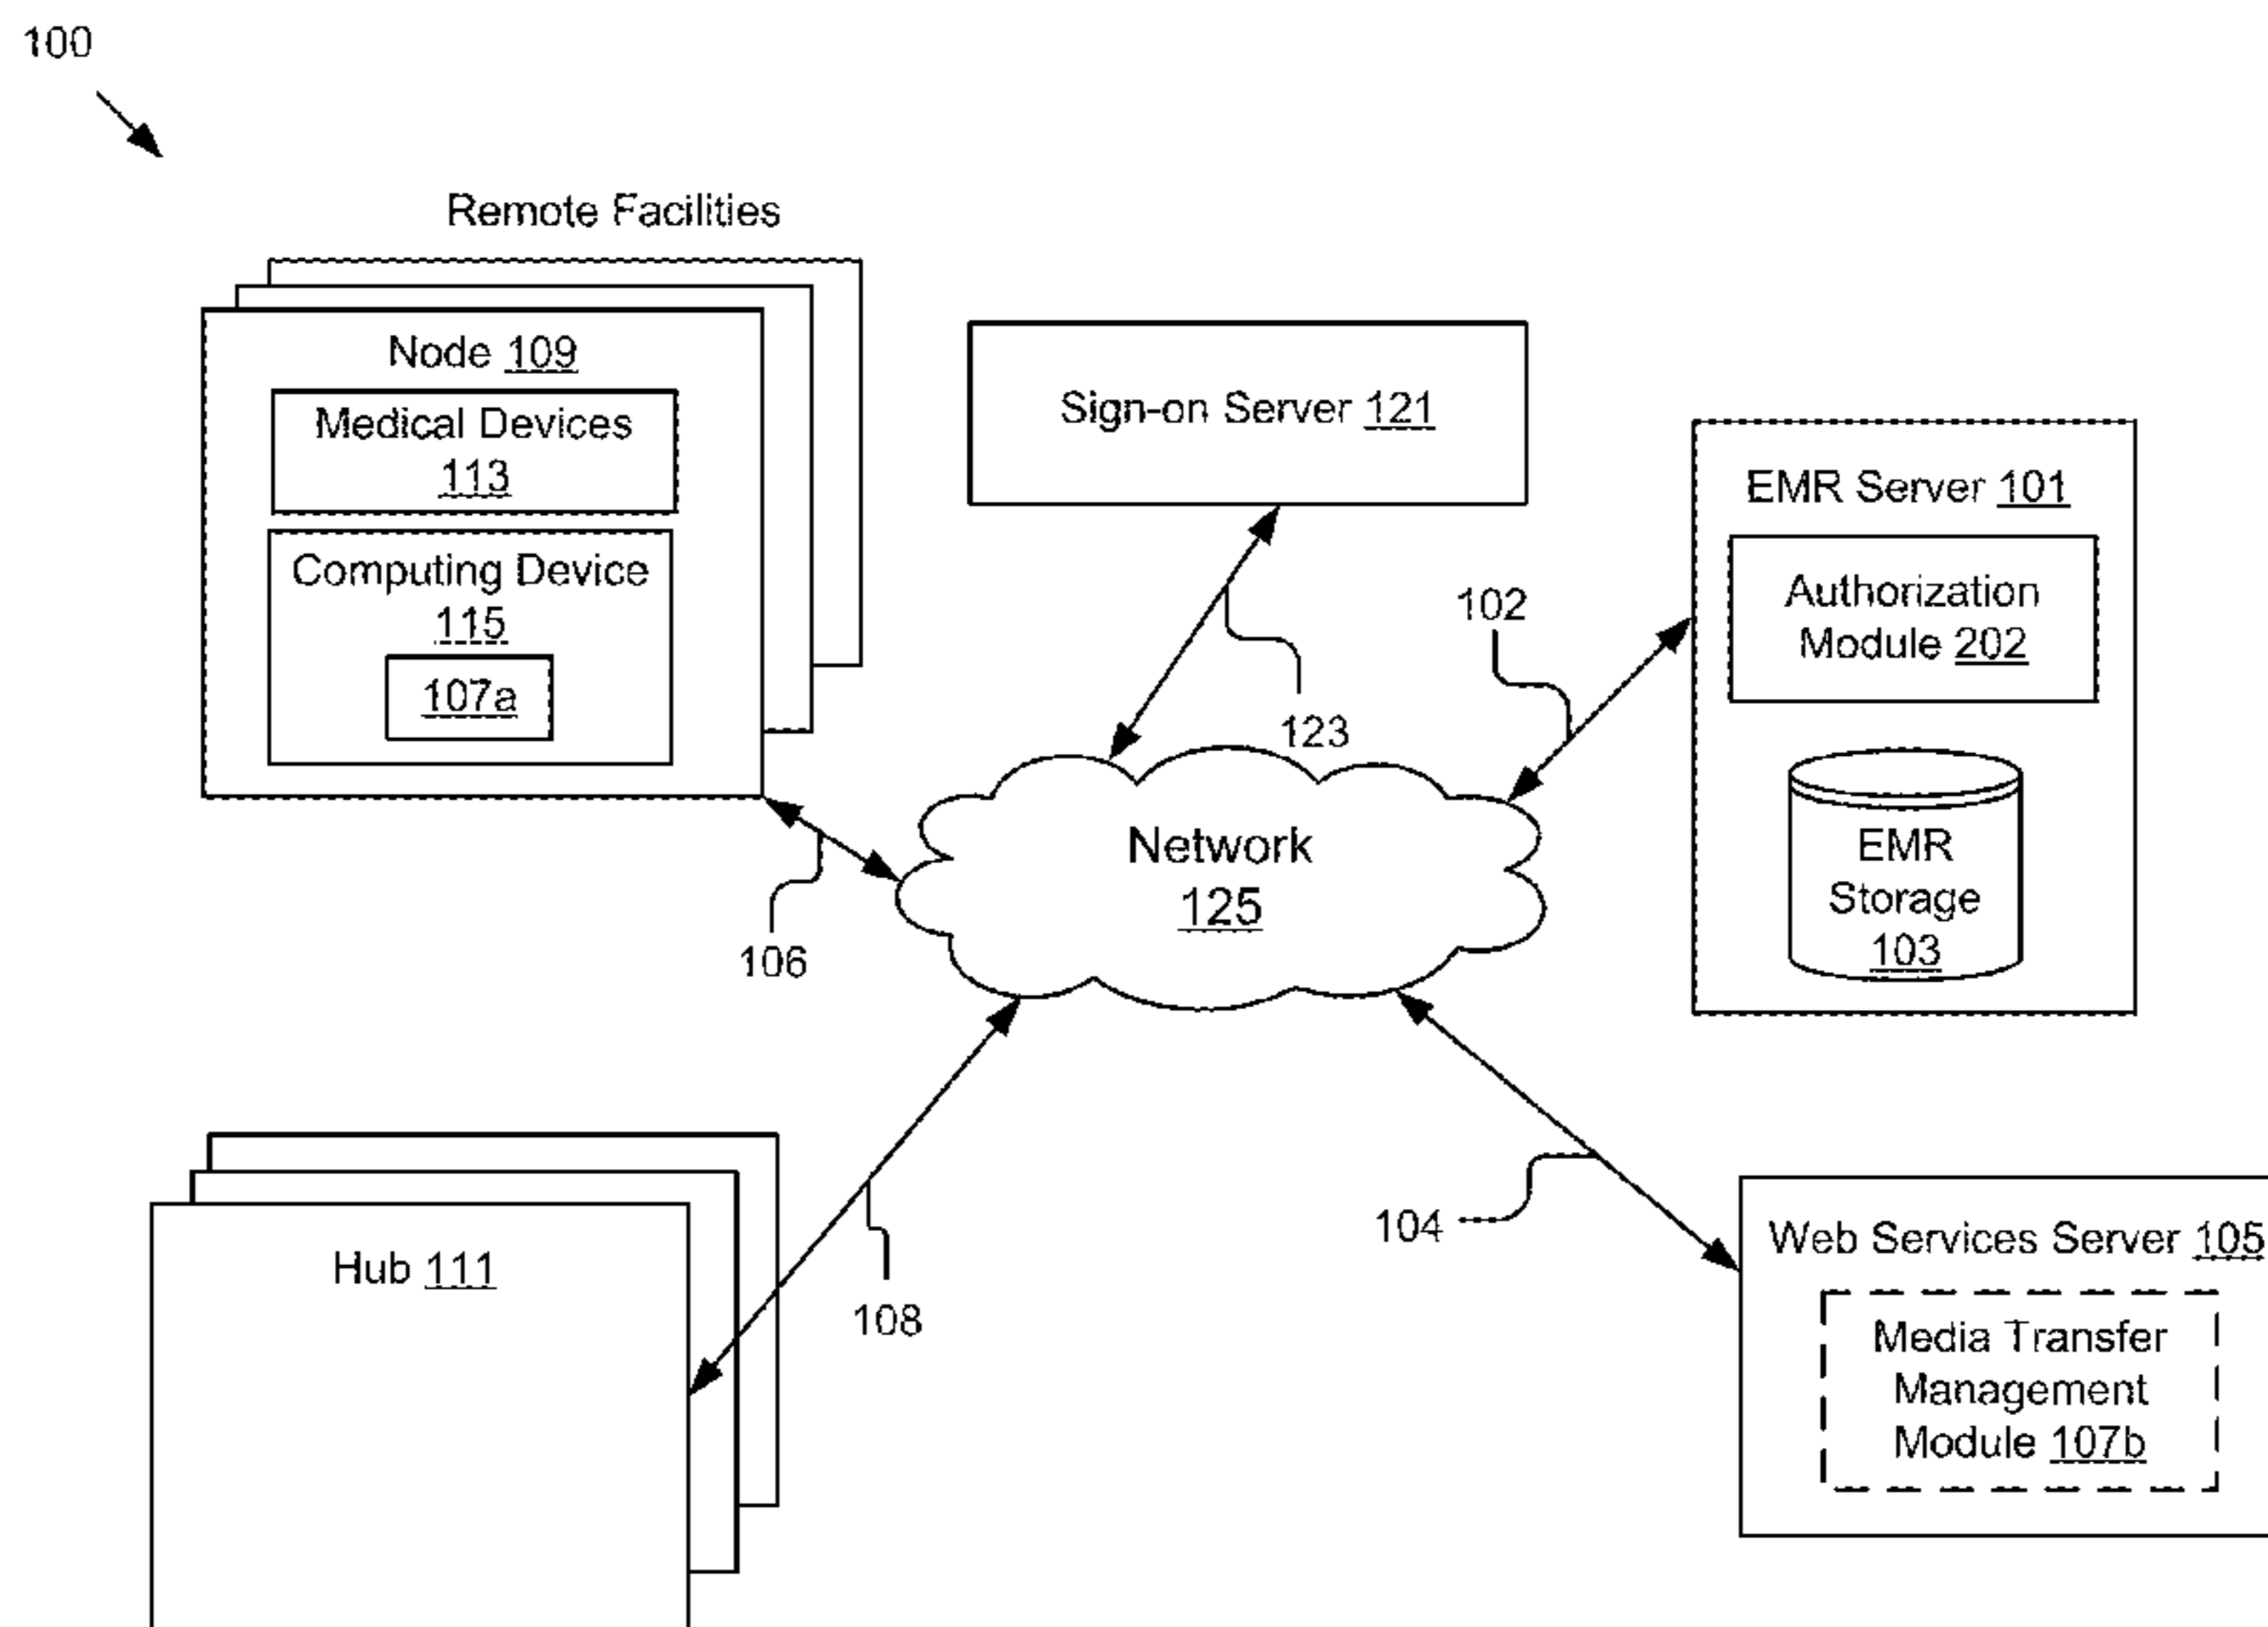 100
Remote Facilities
Node 109
Medical Devices
113
Computing Device
115
107a
Sign-on Server 121
EMR Server 101
Authorization
Module 202
EMR
Storage
103
102
123
Network
125
106
108
104
Hub 111
Web Services Server 105
Media Transfer
Management
Module 107b